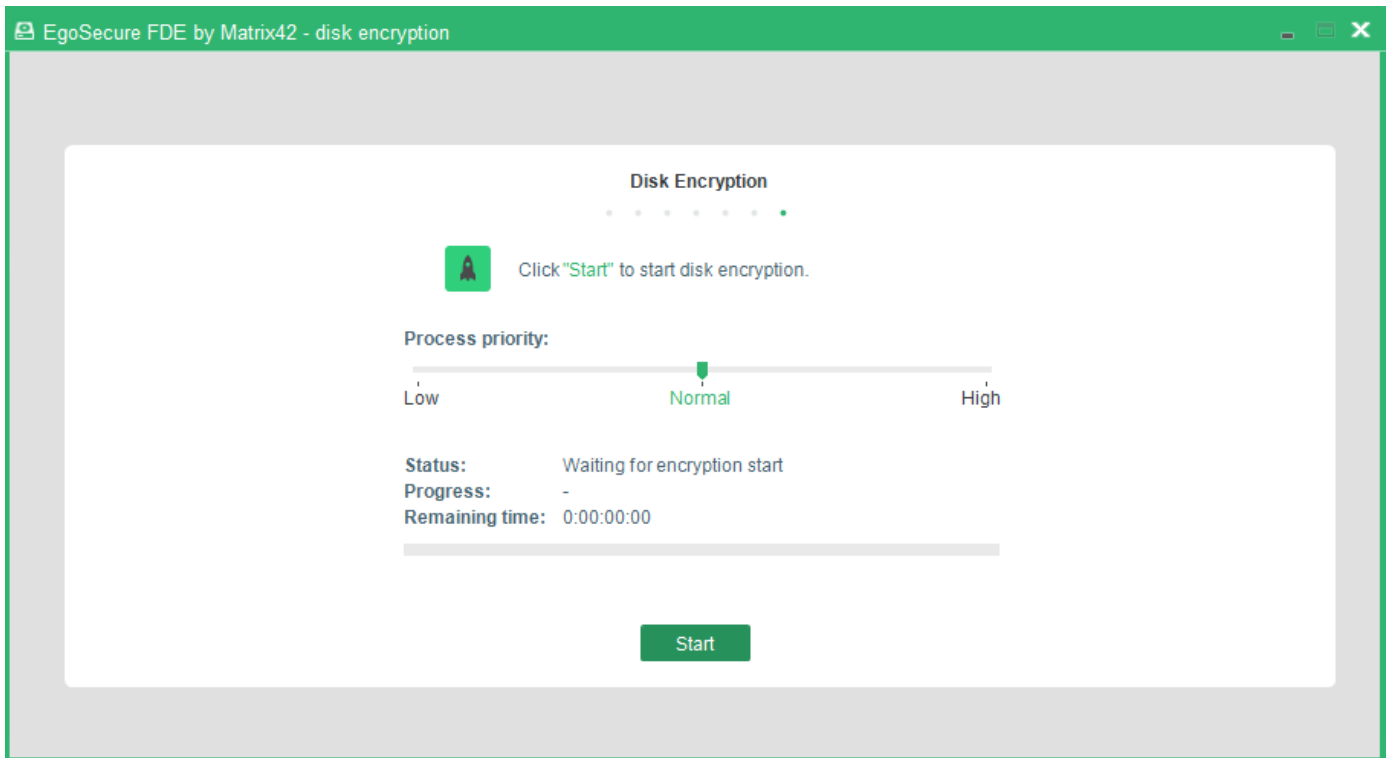 EgoSecure FDE by Matrix42 - disk encryption
Disk Encryption
Click "Start" to start disk encryption.
Process priority:
Low Normal High
Status: Waiting for encryption start
Progress: -
Remaining time: 0:00:00:00
Start